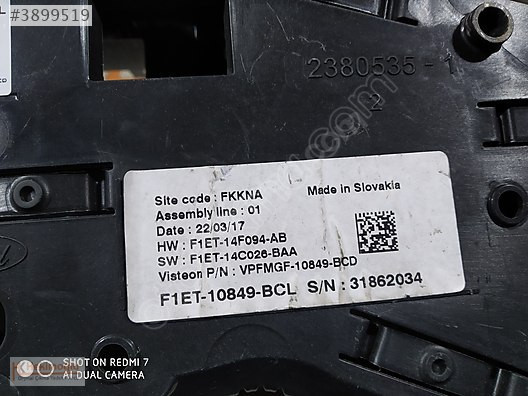 #3899519
2380535-1
2
Site code : FKKNA
Made in Slovakia
Assembly line : 01
Date : 22/03/17
HW : F1ET-14F094-AB
SW : F1ET-14C026-BAA
Visteon P/N : VPFMGF-10849-BCD
F1ET-10849-BCL S/N : 31862034
SHOT ON REDMI 7
AI DUAL CAMERA